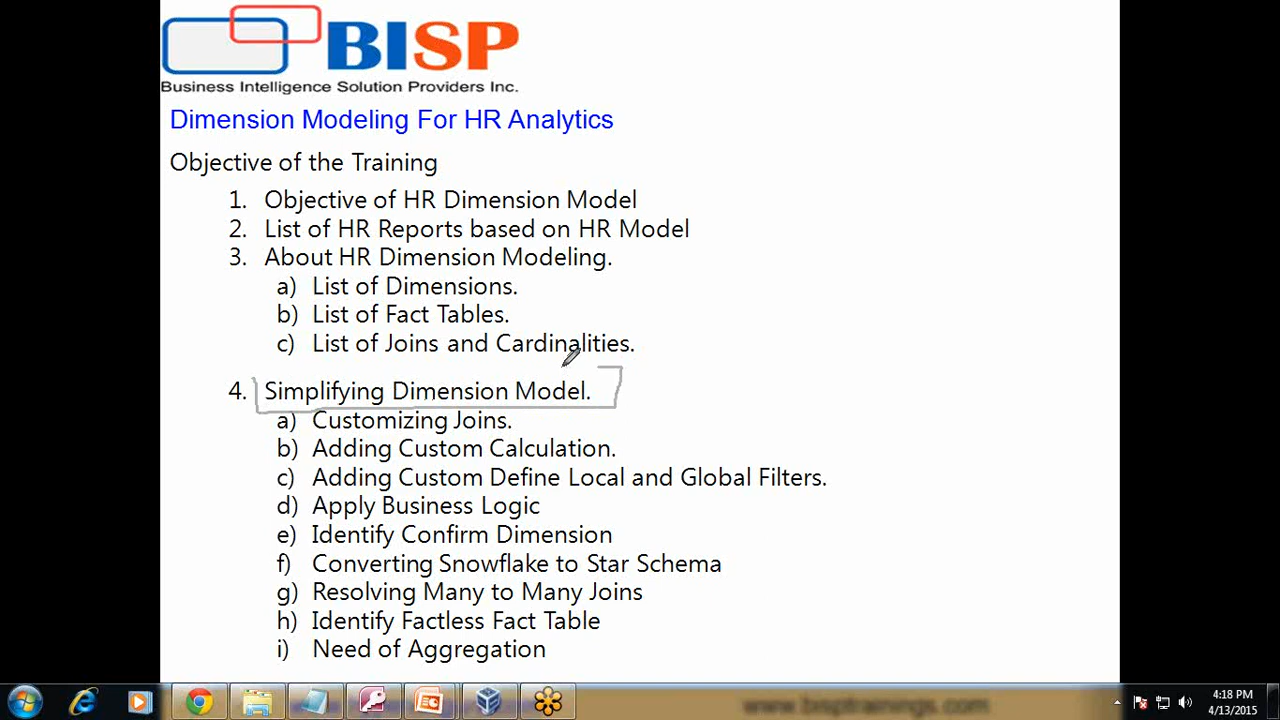 BISP
Business Intelligence Solution Providers Inc.
Dimension Modeling For HR Analytics
Objective of the Training
1. Objective of HR Dimension Model
2. List of HR Reports based on HR Model
3. About HR Dimension Modeling.
a) List of Dimensions.
b) List of Fact Tables.
c) List of Joins and Cardinalities.
4. Simplifying Dimension Model.
a) Customizing Joins.
b) Adding Custom Calculation.
c) Adding Custom Define Local and Global Filters.
d) Apply Business Logic
e) Identify Confirm Dimension
f) Converting Snowflake to Star Schema
g) Resolving Many to Many Joins
h) Identify Factless Fact Table
i) Need of Aggregation
www.bisptrainings.com
4:18 PM
4/13/2015